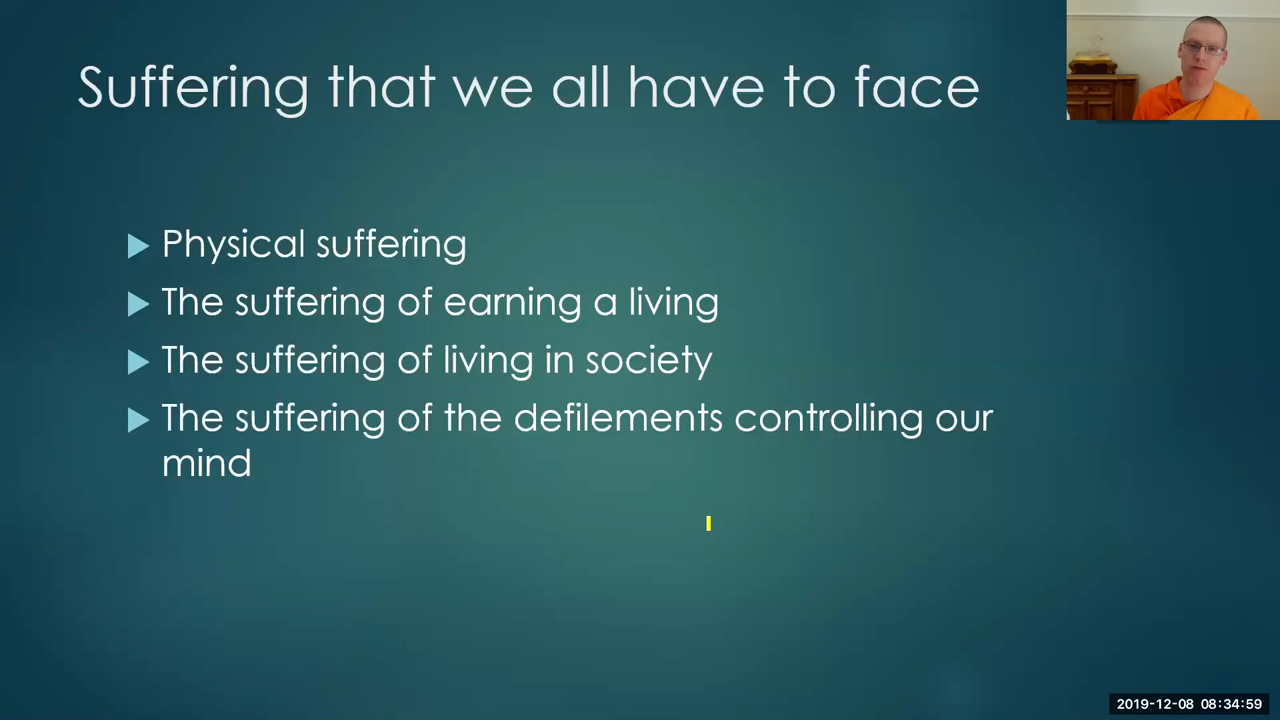 Suffering that we all have to face
Physical suffering
The suffering of earning a living
The suffering of living in society
The suffering of the defilements controlling our
mind
2019-12-08 08:34:59